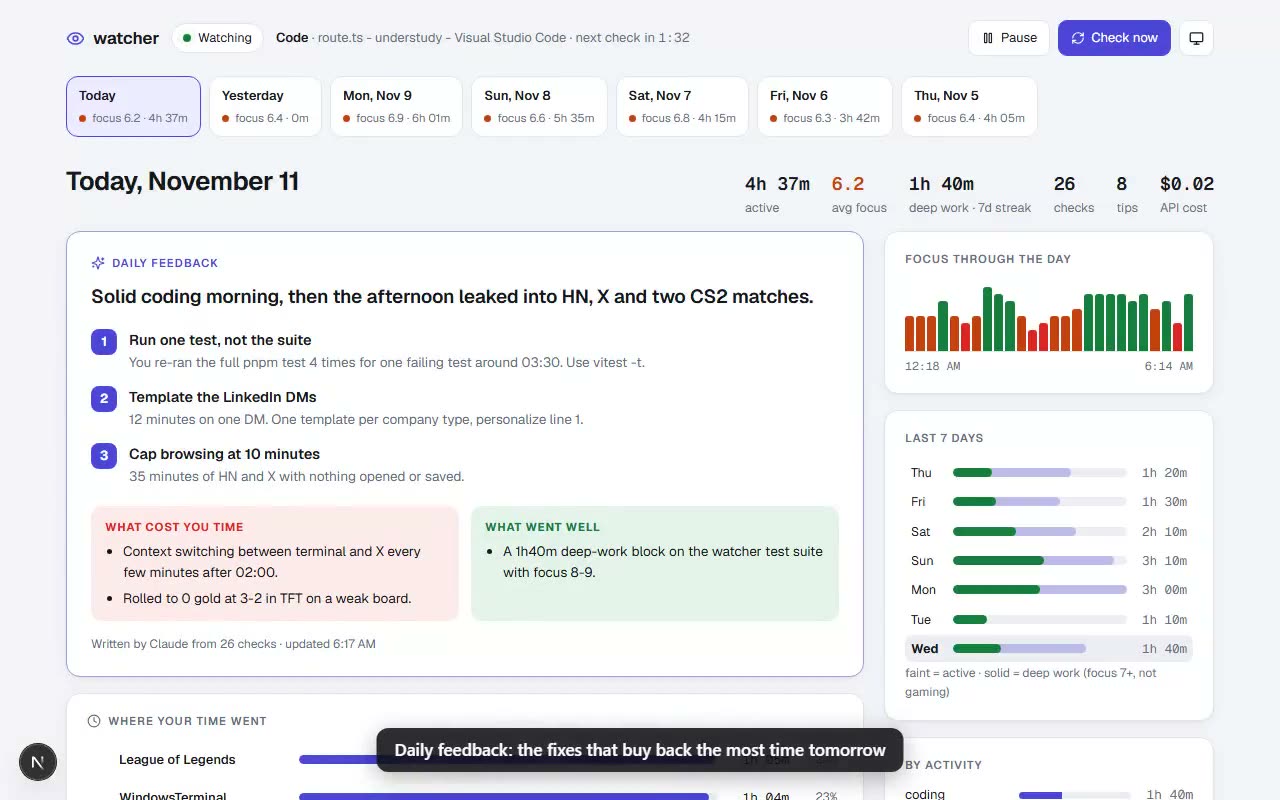 watcher
Watching
Code · route.ts - understudy - Visual Studio Code · next check in 1:32
Pause
Check now
Today
focus 6.2 · 4h 37m
Yesterday
focus 6.4 · 0m
Mon, Nov 9
focus 6.9 · 6h 01m
Sun, Nov 8
focus 6.6 · 5h 35m
Sat, Nov 7
focus 6.8 · 4h 15m
Fri, Nov 6
focus 6.3 · 3h 42m
Thu, Nov 5
focus 6.4 · 4h 05m
Today, November 11
4h 37m
active
6.2
avg focus
1h 40m
deep work · 7d streak
26
checks
8
tips
$0.02
API cost
DAILY FEEDBACK
Solid coding morning, then the afternoon leaked into HN, X and two CS2 matches.
1
Run one test, not the suite
You re-ran the full pnpm test 4 times for one failing test around 03:30. Use vitest -t.
2
Template the LinkedIn DMs
12 minutes on one DM. One template per company type, personalize line 1.
3
Cap browsing at 10 minutes
35 minutes of HN and X with nothing opened or saved.
WHAT COST YOU TIME
• Context switching between terminal and X every
few minutes after 02:00.
• Rolled to 0 gold at 3-2 in TFT on a weak board.
WHAT WENT WELL
• A 1h40m deep-work block on the watcher test suite
with focus 8-9.
Written by Claude from 26 checks · updated 6:17 AM
FOCUS THROUGH THE DAY
12:18 AM
6:14 AM
LAST 7 DAYS
Thu 1h 20m
Fri 1h 30m
Sat 2h 10m
Sun 3h 10m
Mon 3h 00m
Tue 1h 10m
Wed 1h 40m
faint = active · solid = deep work (focus 7+, not
gaming)
WHERE YOUR TIME WENT
League of Legends
WindowsTerminal 1h 04m 23%
BY ACTIVITY
coding 1h 40m
Daily feedback: the fixes that buy back the most time tomorrow
N